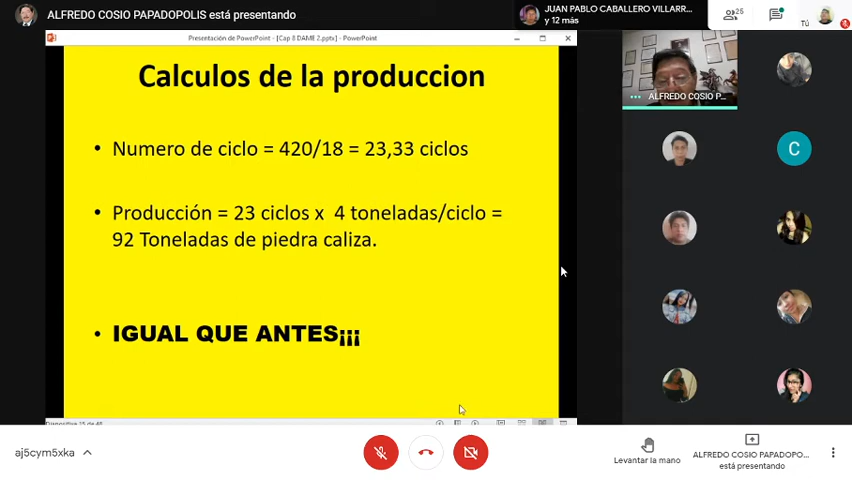 ALFREDO COSIO PAPADOPOLIS está presentando
JUAN PABLO CABALLERO VILLARR...
y 12 más
25
Tú
Presentación de PowerPoint - [Cap 8 DAME 2.pptx] - PowerPoint
Calculos de la produccion
• Numero de ciclo = 420/18 = 23,33 ciclos
• Producción = 23 ciclos x 4 toneladas/ciclo =
92 Toneladas de piedra caliza.
• IGUAL QUE ANTES¡¡¡
ALFREDO COSIO P...
C
aj5cym5xka
Levantar la mano
ALFREDO COSIO PAPADOPO...
está presentando